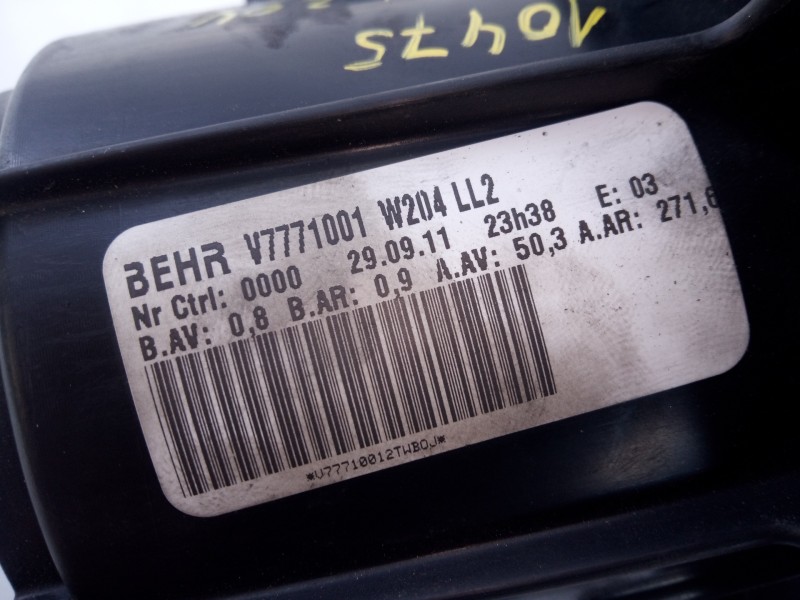 10475
BEHR V7771001 W204 LL2
Nr Ctrl: 0000 29.09.11 23h38 E: 03
B.AV: 0,8 B.AR: 0,9 A.AV: 50,3 A.AR: 271,6
*V77710012TWBOJ*